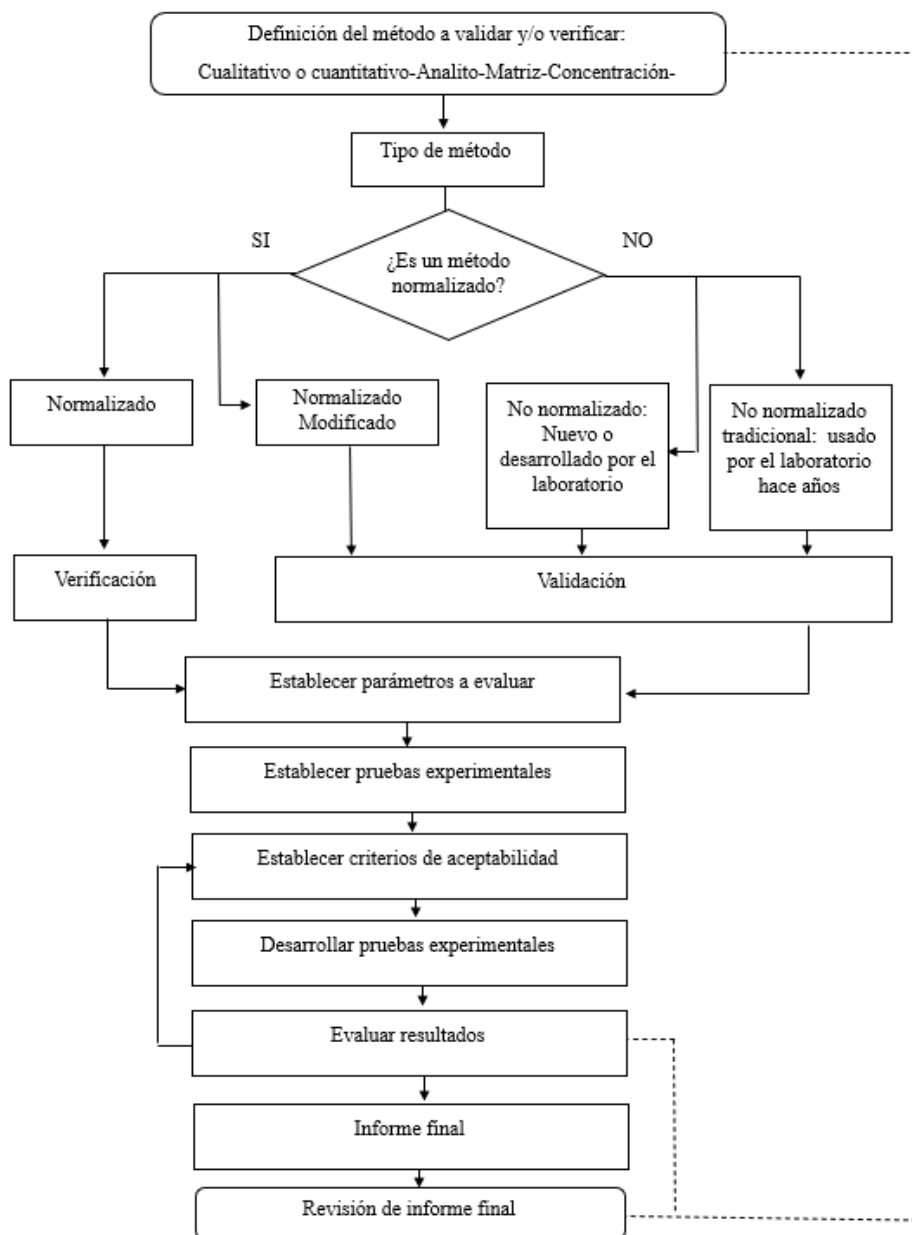 Definición del método a validar y/o verificar:
Cualitativo o cuantitativo-Analito-Matriz-Concentración-
Tipo de método
SI
NO
¿Es un método
normalizado?
Normalizado
Normalizado
Modificado
No normalizado:
Nuevo o
desarrollado por el
laboratorio
No normalizado
tradicional: usado
por el laboratorio
hace años
Verificación
Validación
Establecer parámetros a evaluar
Establecer pruebas experimentales
Establecer criterios de aceptabilidad
Desarrollar pruebas experimentales
Evaluar resultados
Informe final
Revisión de informe final